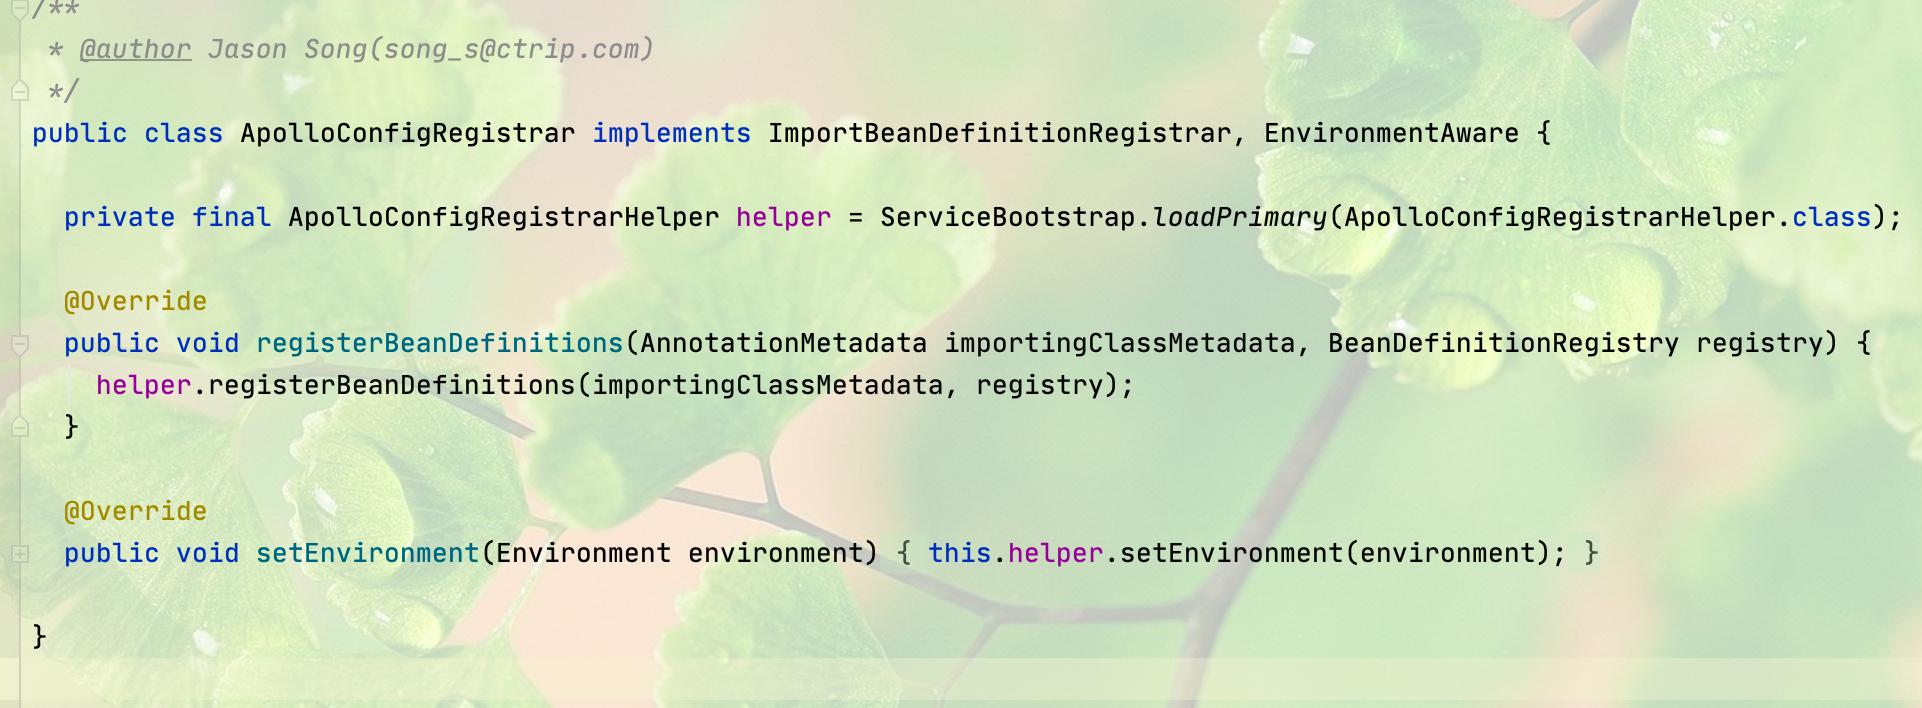 /**
 * @author Jason Song(song_s@ctrip.com)
 */
public class ApolloConfigRegistrar implements ImportBeanDefinitionRegistrar, EnvironmentAware {
  private final ApolloConfigRegistrarHelper helper = ServiceBootstrap.loadPrimary(ApolloConfigRegistrarHelper.class);
  @Override
  public void registerBeanDefinitions(AnnotationMetadata importingClassMetadata, BeanDefinitionRegistry registry) {
    helper.registerBeanDefinitions(importingClassMetadata, registry);
  }
  @Override
  public void setEnvironment(Environment environment) { this.helper.setEnvironment(environment); }
}